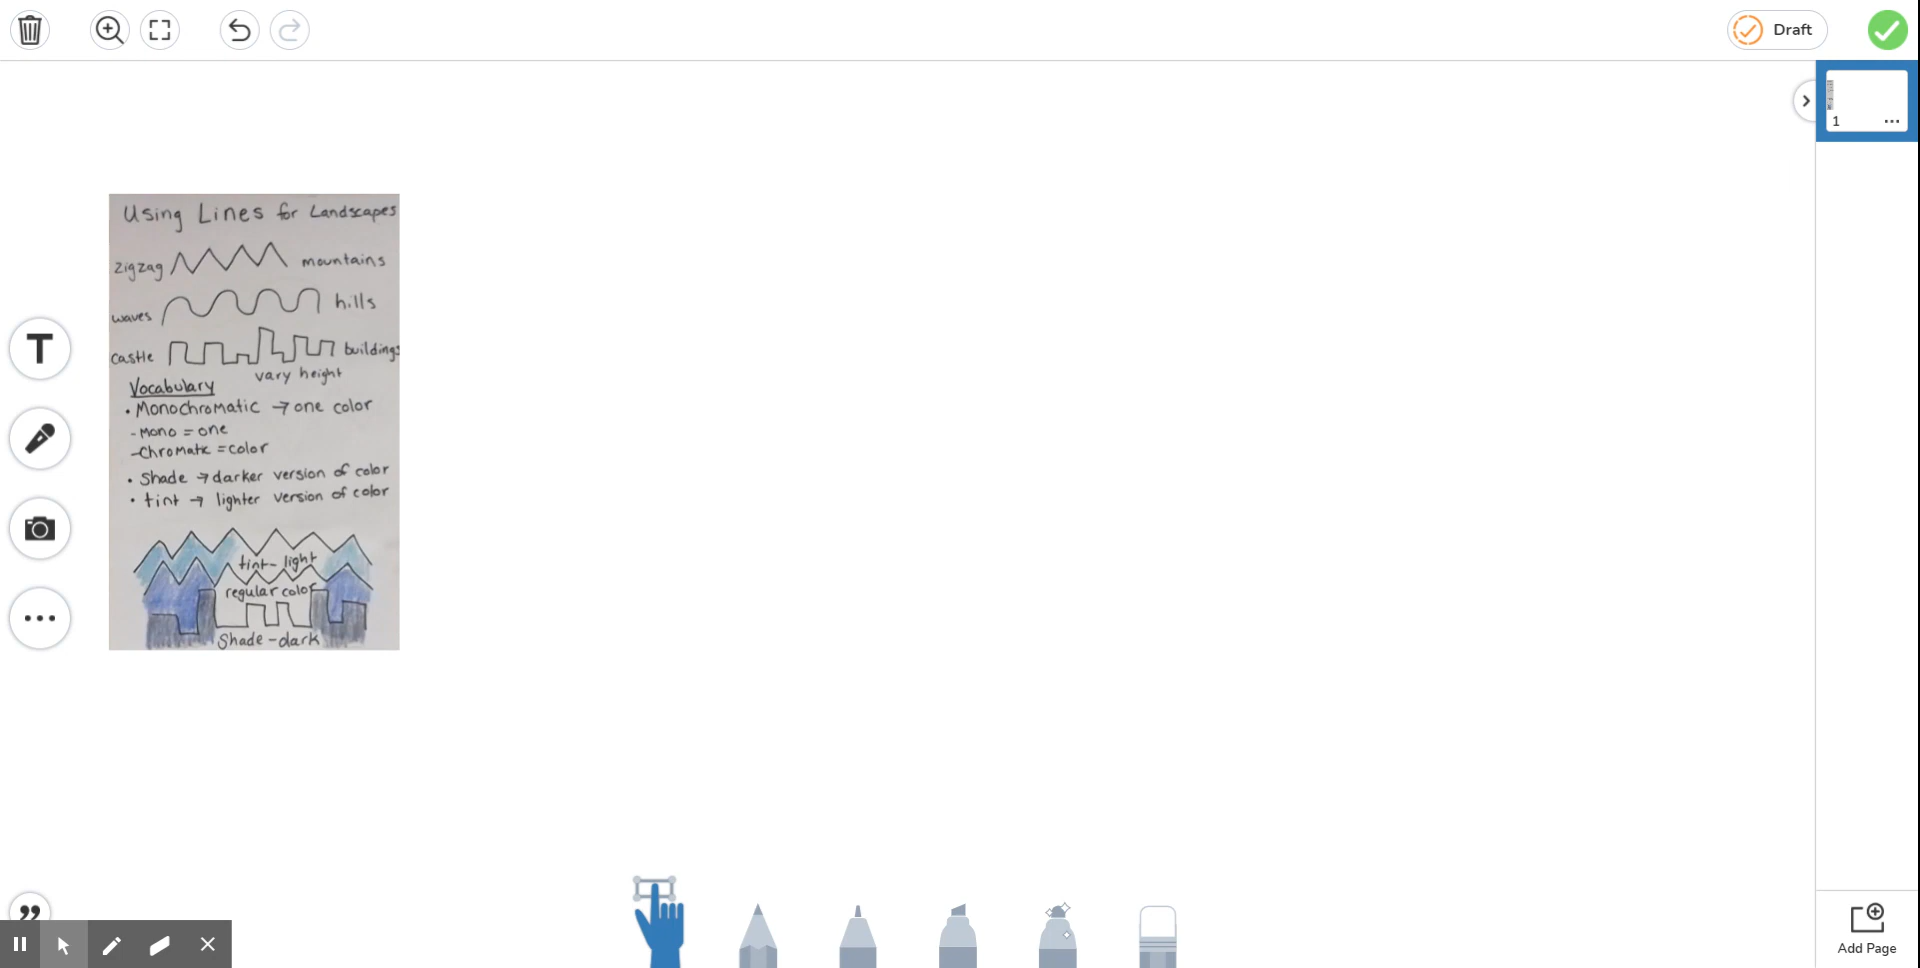 Draft
1
Using Lines for Landscapes
zigzag mountains
waves hills
castle buildings
vary height
Vocabulary
• Monochromatic → one color
- Mono = one
- Chromatic = color
• Shade → darker version of color
• tint → lighter version of color
tint - light
regular color
Shade - dark
T
Add Page